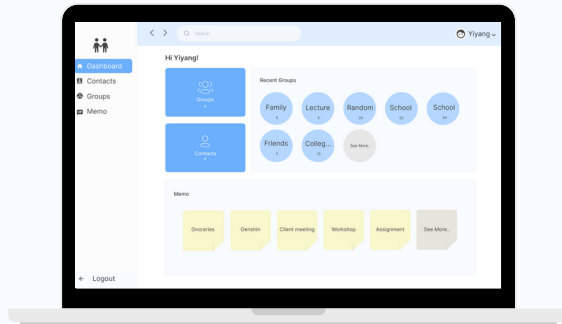 Search
Yiyang
Hi Yiyang!
Dashboard
Contacts
Groups
Memo
Logout
Groups
Contacts
Recent Groups
Family
Lecture
Random
School
School
Friends
Colleg...
See More..
Memo
Groceries
Genshin
Client meeting
Workshop
Assignment
See More..